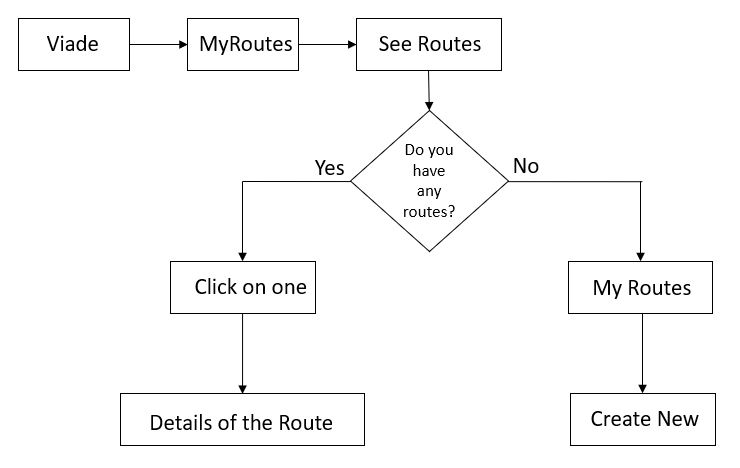 Viade
MyRoutes
See Routes
Do you
have
any
routes?
Yes
No
Click on one
My Routes
Details of the Route
Create New